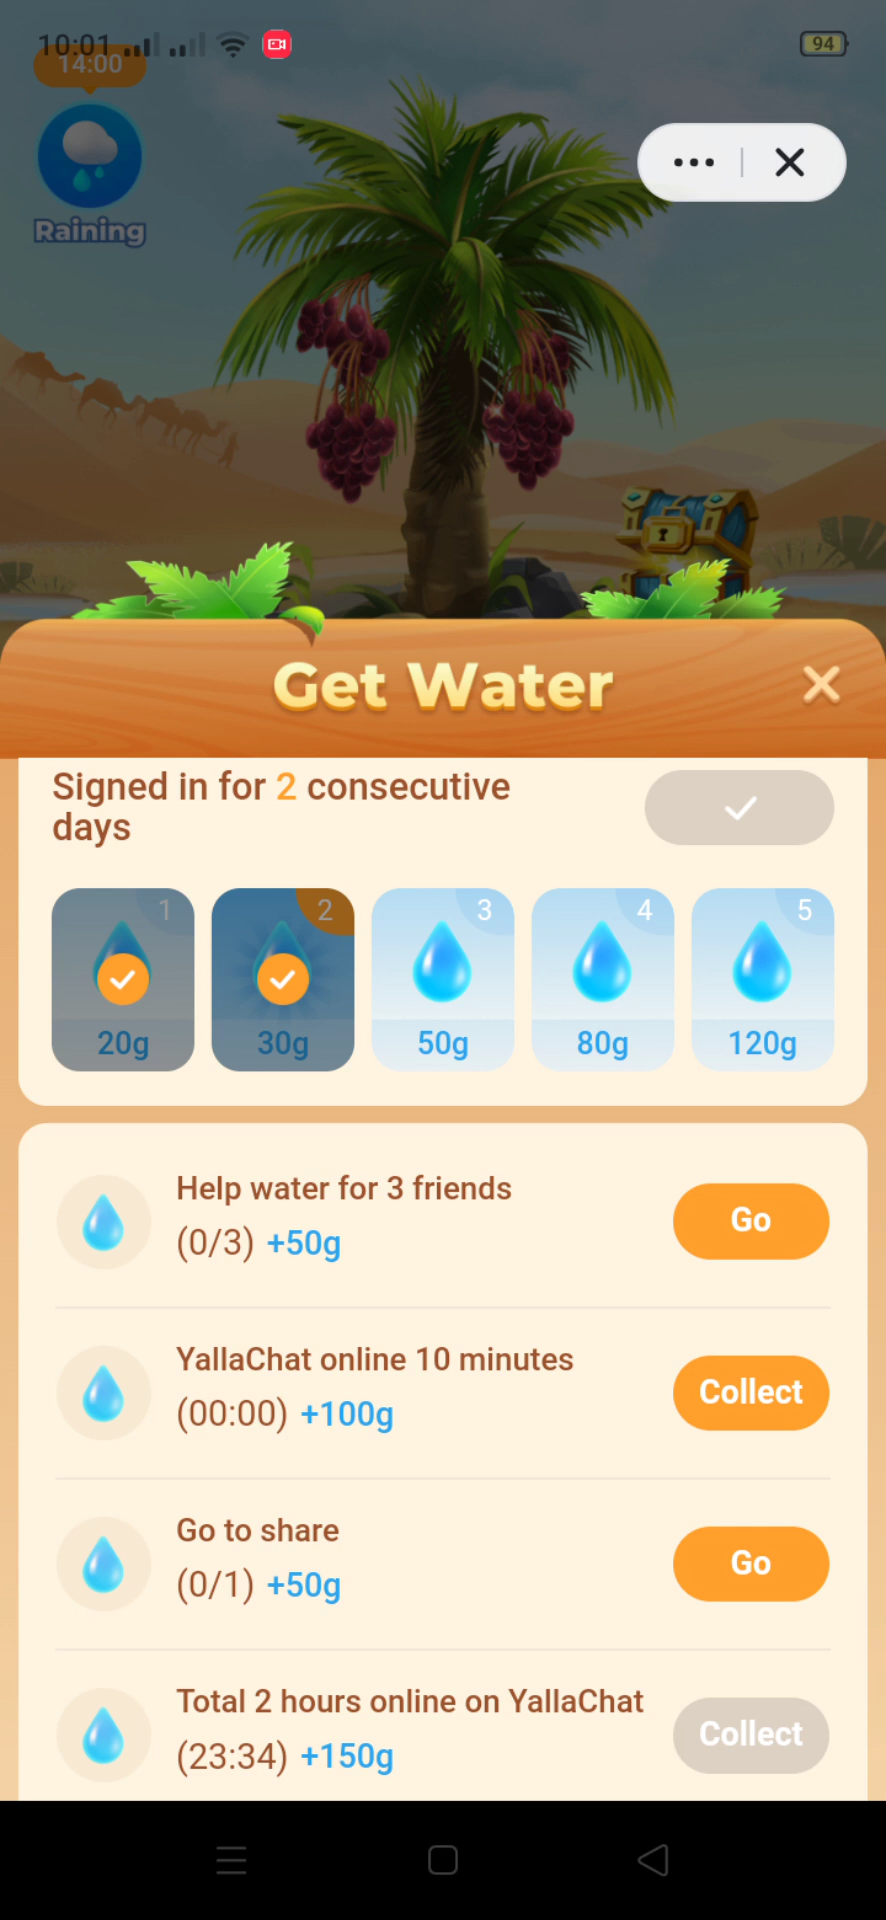 10:01
94
14:00
Raining
Get Water
Signed in for 2 consecutive
days
1
2
3
4
5
20g
30g
50g
80g
120g
Help water for 3 friends
(0/3) +50g
Go
YallaChat online 10 minutes
(00:00) +100g
Collect
Go to share
(0/1) +50g
Go
Total 2 hours online on YallaChat
(23:34) +150g
Collect